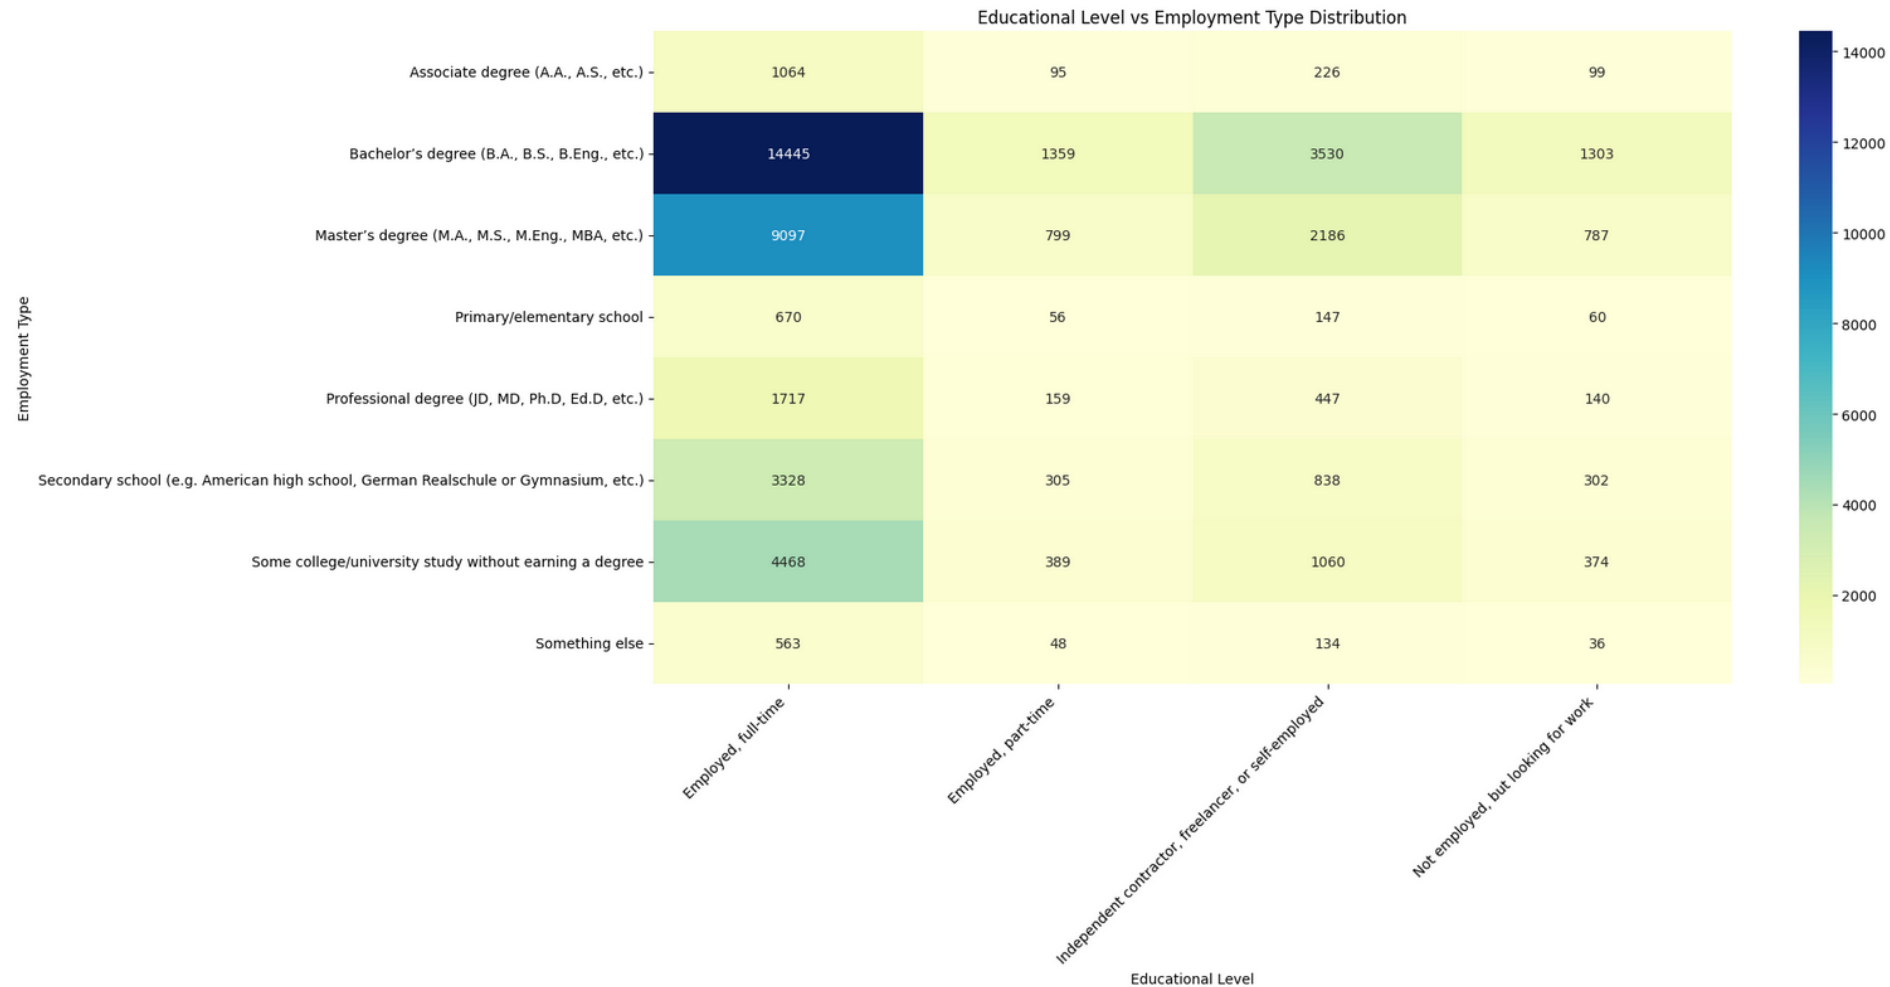 Educational Level vs Employment Type Distribution
Associate degree (A.A., A.S., etc.) 1064 95 226 99
Bachelor’s degree (B.A., B.S., B.Eng., etc.) 14445 1359 3530 1303
Master’s degree (M.A., M.S., M.Eng., MBA, etc.) 9097 799 2186 787
Primary/elementary school 670 56 147 60
Professional degree (JD, MD, Ph.D, Ed.D, etc.) 1717 159 447 140
Secondary school (e.g. American high school, German Realschule or Gymnasium, etc.) 3328 305 838 302
Some college/university study without earning a degree 4468 389 1060 374
Something else 563 48 134 36
Employment Type
Employed, full-time
Employed, part-time
Independent contractor, freelancer, or self-employed
Not employed, but looking for work
Educational Level
14000
12000
10000
8000
6000
4000
2000